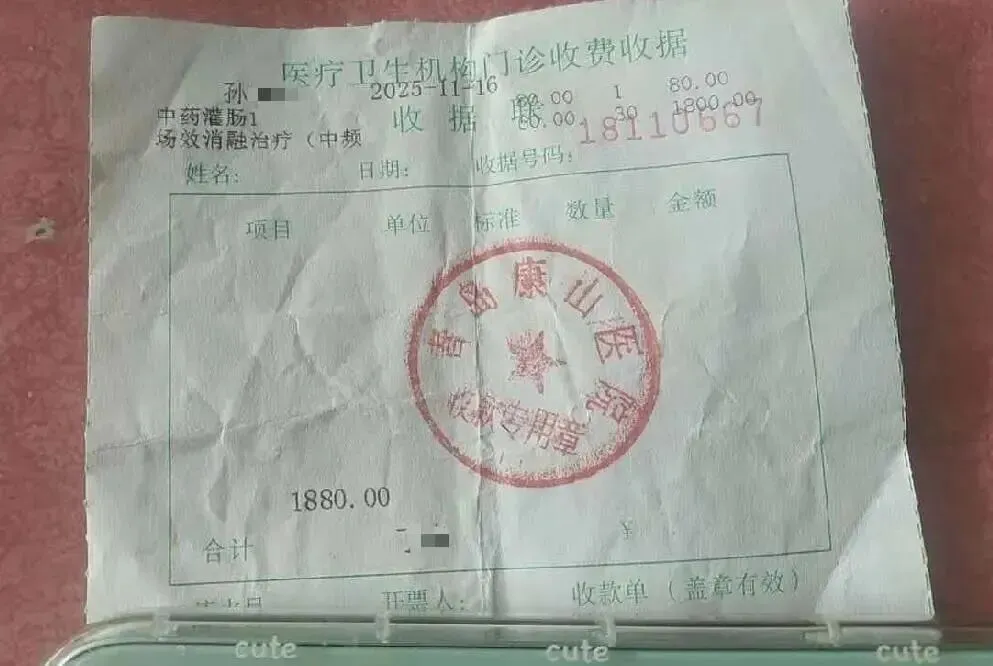 医疗卫生机构门诊收费收据
孙 2025-11-16
中药灌肠1 80.00 1 80.00
场效消融治疗（中频 60.00 30 1800.00
收据联 18110667
姓名： 日期： 收据号码：
项目 单位 标准 数量 金额
青岛康山医院
收费专用章
1880.00
合计 ¥
开票人： 收款单（盖章有效）
cute cute cute